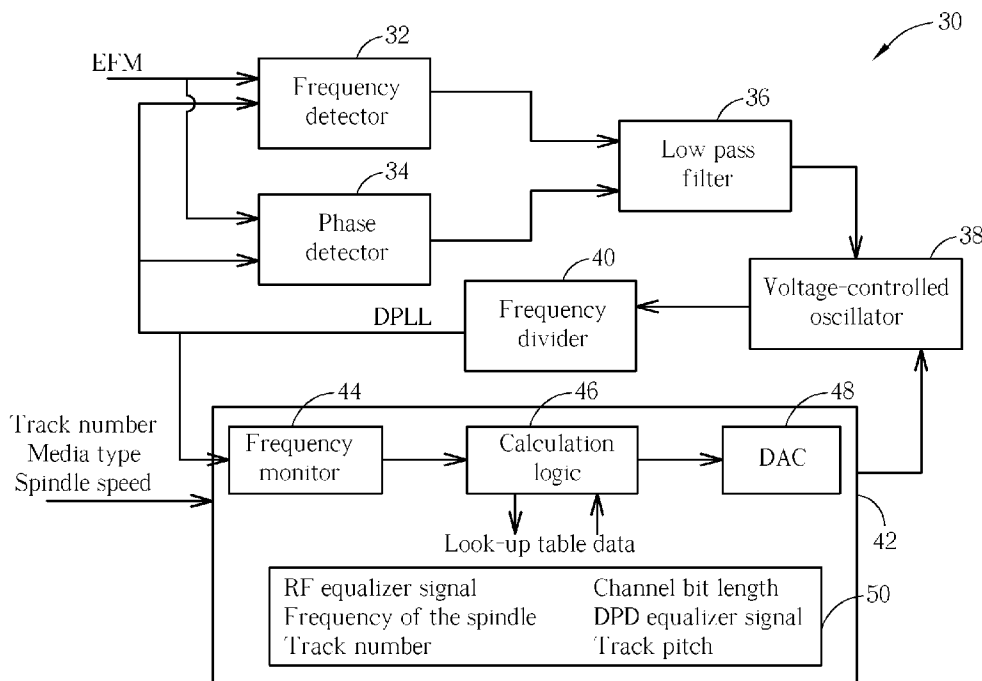 30
32
EFM
Frequency
detector
36
Low pass
filter
34
Phase
detector
38
Voltage-controlled
oscillator
40
Frequency
divider
DPLL
Track number
Media type
Spindle speed
44
Frequency
monitor
46
Calculation
logic
48
DAC
42
Look-up table data
RF equalizer signal
Channel bit length
Frequency of the spindle
DPD equalizer signal
Track number
Track pitch
50